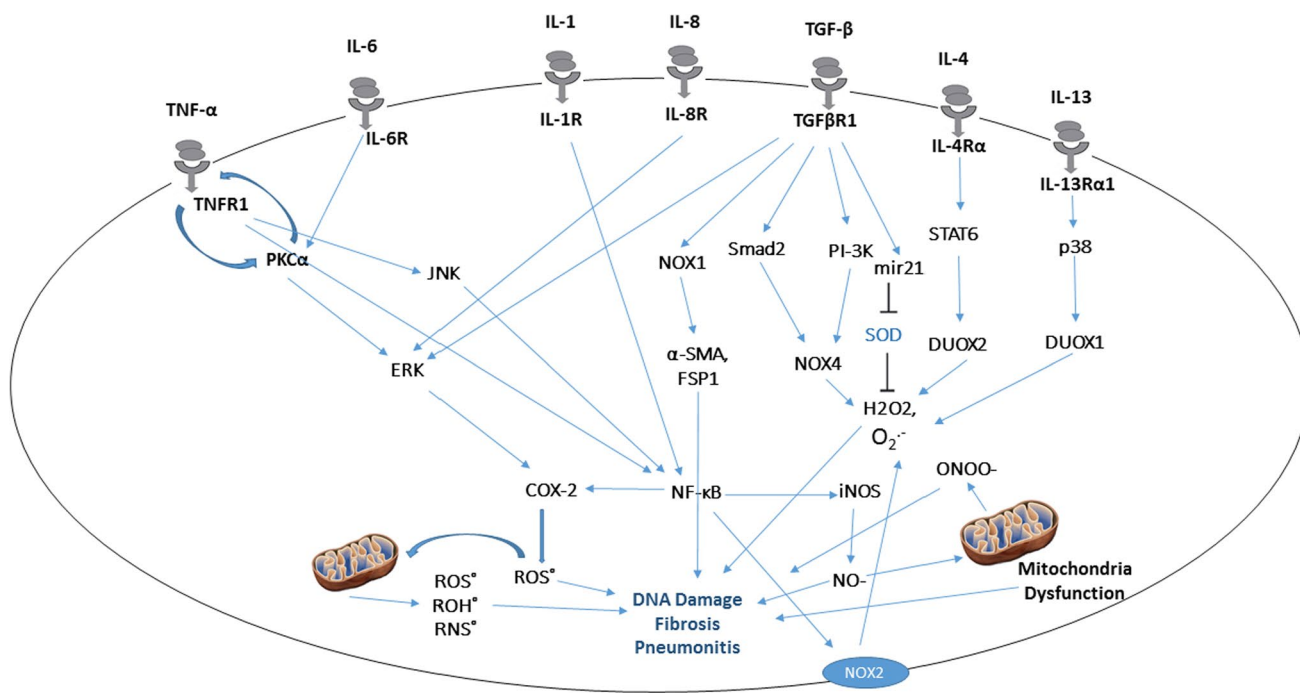 IL-1
IL-8
TGF-β
IL-6
IL-4
IL-13
TNF-α
IL-1R
IL-8R
TGFβR1
IL-6R
IL-4Rα
IL-13Rα1
TNFR1
PKCα
JNK
NOX1
Smad2
PI-3K
mir21
STAT6
p38
SOD
DUOX2
DUOX1
ERK
α-SMA,
FSP1
NOX4
H2O2,
O₂·-
COX-2
NF-κB
iNOS
ONOO-
ROS°
ROS°
ROH°
RNS°
NO-
Mitochondria
Dysfunction
DNA Damage
Fibrosis
Pneumonitis
NOX2